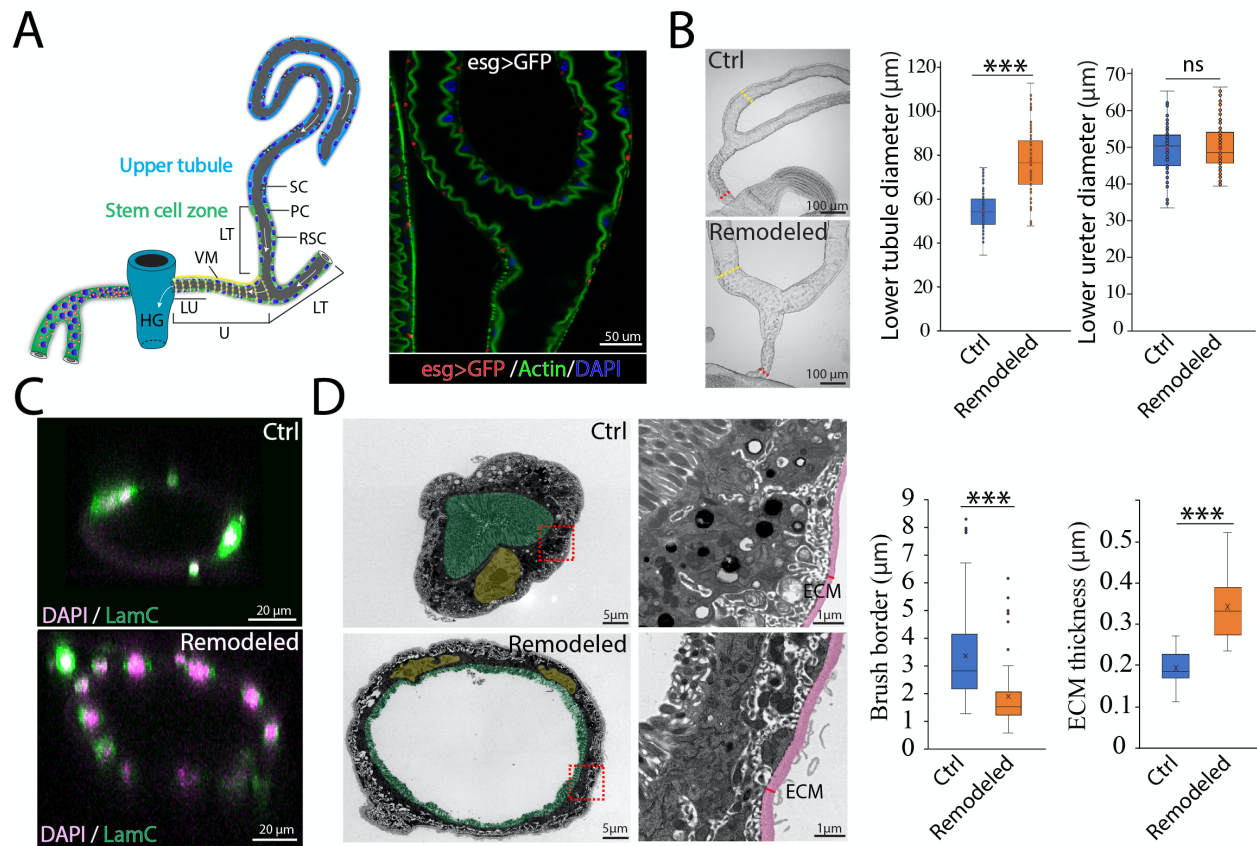 A
Upper tubule
Stem cell zone
SC
PC
LT
RSC
VM
LU
HG
U
LT
esg>GFP
50 um
esg>GFP /Actin/DAPI
B
Ctrl
100 µm
Remodeled
100 µm
Lower tubule diameter (µm)
120
100
80
60
40
20
0
***
Ctrl
Remodeled
Lower ureter diameter (µm)
70
60
50
40
30
20
10
0
ns
Ctrl
Remodeled
C
Ctrl
DAPI / LamC
20 µm
Remodeled
DAPI / LamC
20 µm
D
Ctrl
5µm
ECM
1µm
Remodeled
5µm
ECM
1µm
Brush border (µm)
9
8
7
6
5
4
3
2
1
0
***
Ctrl
Remodeled
ECM thickness (µm)
0.5
0.4
0.3
0.2
0.1
0
***
Ctrl
Remodeled